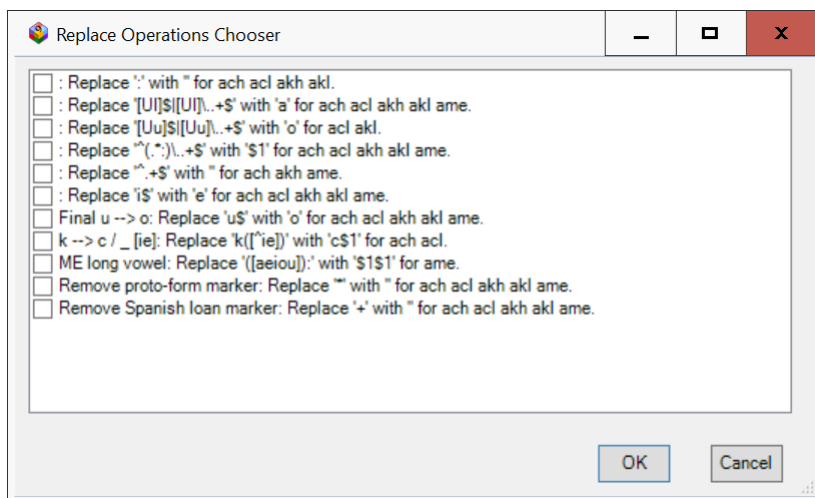 Replace Operations Chooser
: Replace ':' with '' for ach acl akh akl.
: Replace '[UI]$|[UI]\..+$' with 'a' for ach acl akh akl ame.
: Replace '[Uu]$|[Uu]\..+$' with 'o' for acl akl.
: Replace '^(.*:)\..+$' with '$1' for ach acl akh akl ame.
: Replace '^.+$' with '' for ach akh ame.
: Replace 'i$' with 'e' for ach acl akh akl ame.
Final u --> o: Replace 'u$' with 'o' for acl akh akl ame.
k --> c / _ [ie]: Replace 'k([^ie])' with 'c$1' for ach acl.
ME long vowel: Replace '([aeiou]):' with '$1$1' for ame.
Remove proto-form marker: Replace '*' with '' for ach acl akh akl ame.
Remove Spanish loan marker: Replace '+' with '' for ach acl akh akl ame.
OK Cancel